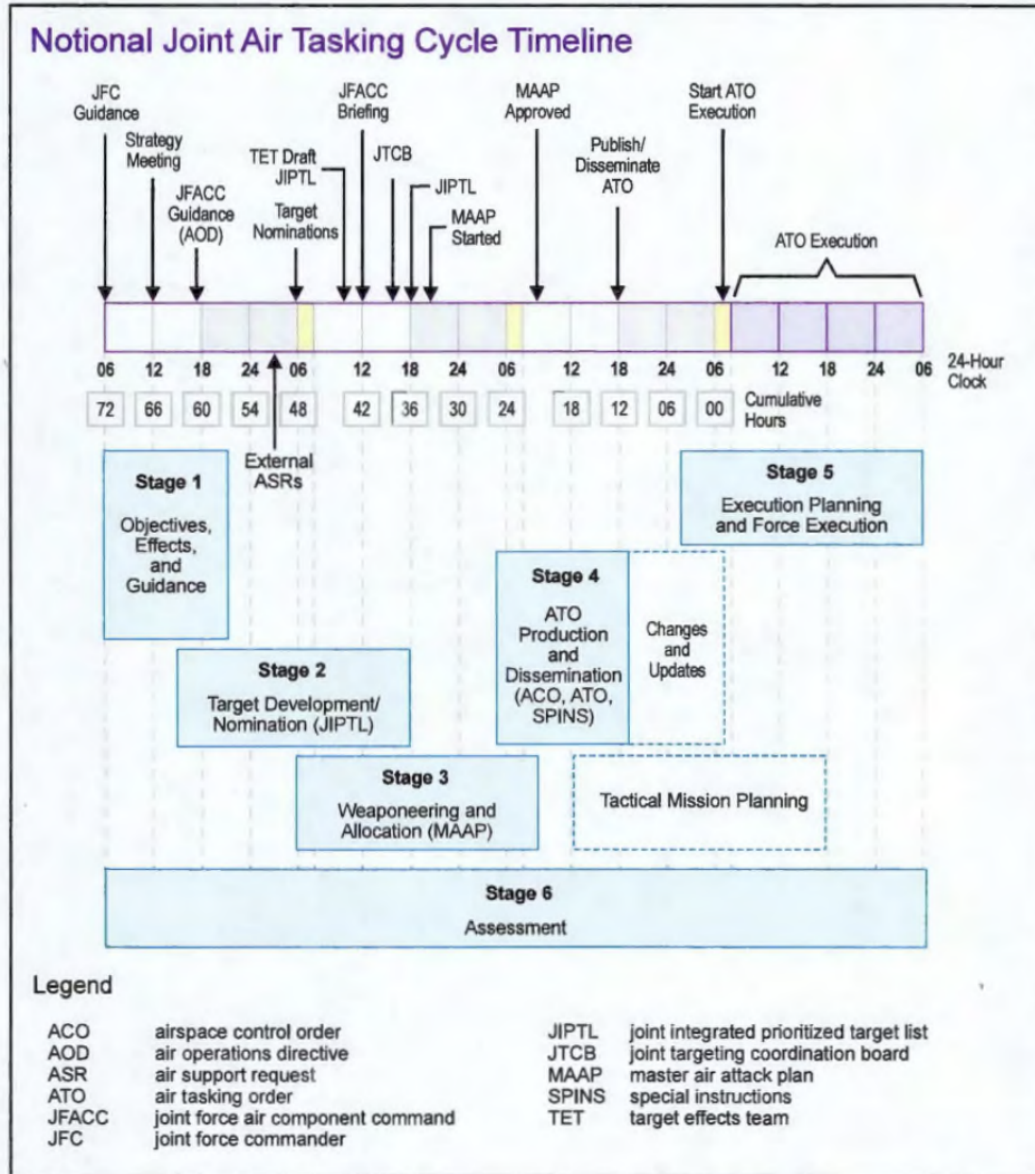 Notional Joint Air Tasking Cycle Timeline
JFC
Guidance
Strategy
Meeting
JFACC
Guidance
(AOD)
Target
Nominations
TET Draft
JIPTL
JFACC
Briefing
JTCB
JIPTL
MAAP
Started
MAAP
Approved
Publish/
Disseminate
ATO
Start ATO
Execution
ATO Execution
06 12 18 24 06 12 18 24 06 12 18 24 06 12 18 24 06
24-Hour
Clock
72 66 60 54 48 42 36 30 24 18 12 06 00
Cumulative
Hours
External
ASRs
Stage 1
Objectives,
Effects,
and
Guidance
Stage 5
Execution Planning
and Force Execution
Stage 4
ATO
Production
and
Dissemination
(ACO, ATO,
SPINS)
Changes
and
Updates
Stage 2
Target Development/
Nomination (JIPTL)
Stage 3
Weaponeering and
Allocation (MAAP)
Tactical Mission Planning
Stage 6
Assessment
Legend
ACO airspace control order
AOD air operations directive
ASR air support request
ATO air tasking order
JFACC joint force air component command
JFC joint force commander
JIPTL joint integrated prioritized target list
JTCB joint targeting coordination board
MAAP master air attack plan
SPINS special instructions
TET target effects team